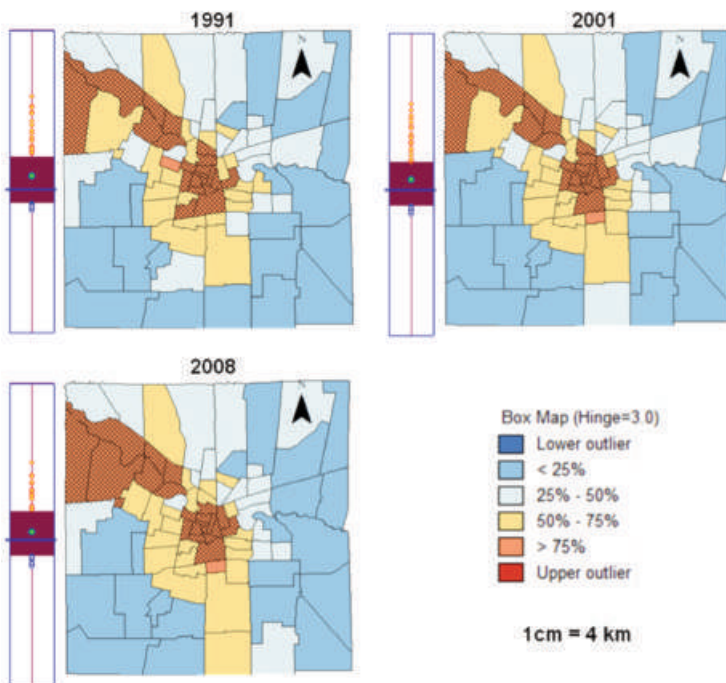 1991
2001
N
N
2008
N
Box Map (Hinge=3.0)
Lower outlier
< 25%
25% - 50%
50% - 75%
> 75%
Upper outlier
1cm = 4 km